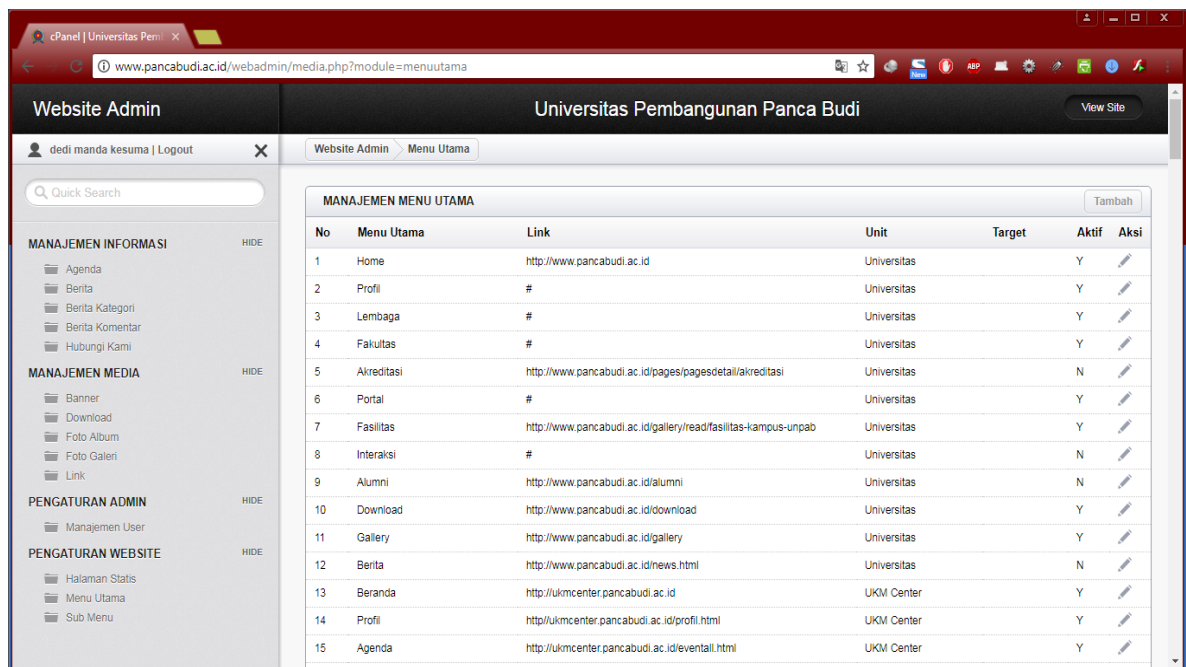 cPanel | Universitas Pem
www.pancabudi.ac.id/webadmin/media.php?module=menuutama
New
ABP
Website Admin
Universitas Pembangunan Panca Budi
View Site
dedi manda kesuma | Logout
Website Admin Menu Utama
Quick Search
MANAJEMEN INFORMASI HIDE
Agenda
Berita
Berita Kategori
Berita Komentar
Hubungi Kami
MANAJEMEN MEDIA HIDE
Banner
Download
Foto Album
Foto Galeri
Link
PENGATURAN ADMIN HIDE
Manajemen User
PENGATURAN WEBSITE HIDE
Halaman Statis
Menu Utama
Sub Menu
MANAJEMEN MENU UTAMA Tambah
No Menu Utama Link Unit Target Aktif Aksi
1 Home http://www.pancabudi.ac.id Universitas Y
2 Profil # Universitas Y
3 Lembaga # Universitas Y
4 Fakultas # Universitas Y
5 Akreditasi http://www.pancabudi.ac.id/pages/pagesdetail/akreditasi Universitas N
6 Portal # Universitas Y
7 Fasilitas http://www.pancabudi.ac.id/gallery/read/fasilitas-kampus-unpab Universitas Y
8 Interaksi # Universitas N
9 Alumni http://www.pancabudi.ac.id/alumni Universitas N
10 Download http://www.pancabudi.ac.id/download Universitas Y
11 Gallery http://www.pancabudi.ac.id/gallery Universitas Y
12 Berita http://www.pancabudi.ac.id/news.html Universitas N
13 Beranda http://ukmcenter.pancabudi.ac.id UKM Center Y
14 Profil http//ukmcenter.pancabudi.ac.id/profil.html UKM Center Y
15 Agenda http://ukmcenter.pancabudi.ac.id/eventall.html UKM Center Y